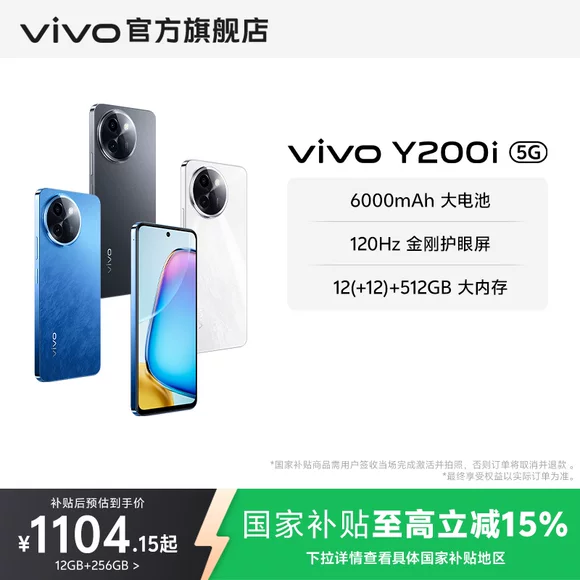 vivo 官方旗舰店
vivo Y200i 5G
6000mAh 大电池
120Hz 金刚护眼屏
12(+12)+512GB 大内存
vivo
vivo
vivo
*国家补贴商品需用户签收当场完成激活并拍照,否则订单将取消并退款 。
*最终享受权益以实际订单为准。
补贴后预估到手价
¥1104.15起
12GB+256GB >
国家补贴至高立减15%
下拉详情查看具体国家补贴地区